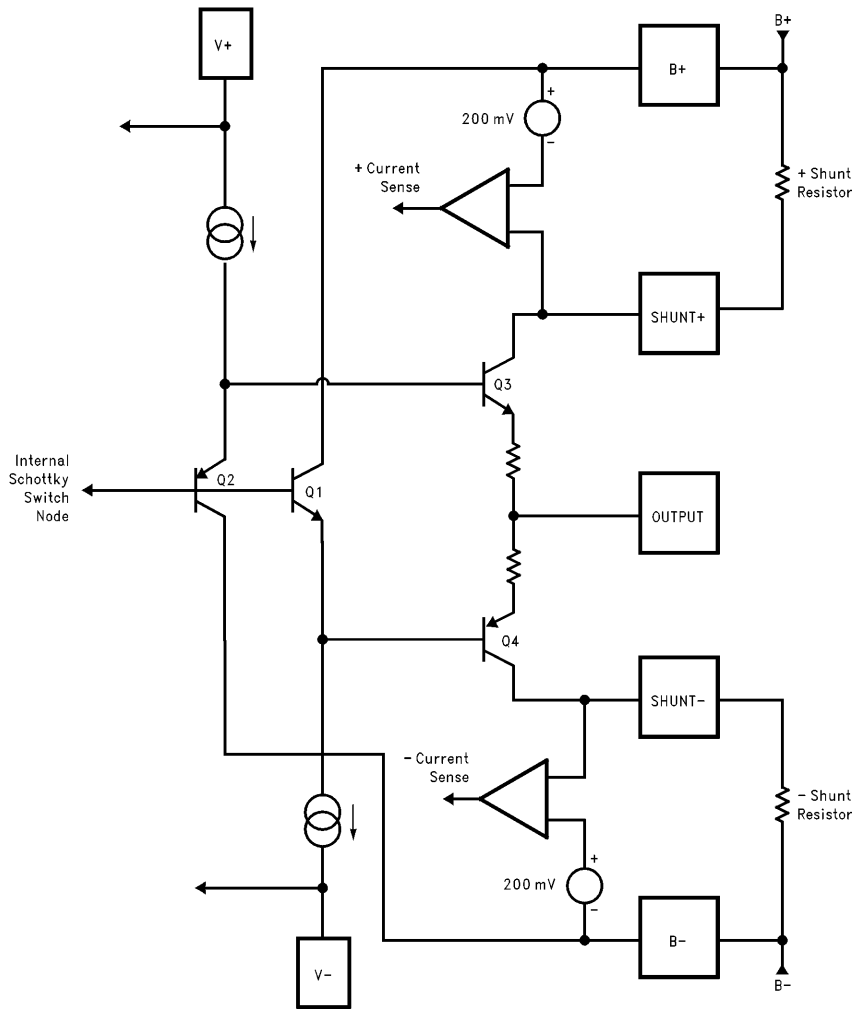 V+
B+
B+
+
200 mV
−
+ Current
Sense
+ Shunt
Resistor
SHUNT+
Q3
Internal
Schottky
Switch
Node
Q2
Q1
OUTPUT
Q4
SHUNT−
− Current
Sense
− Shunt
Resistor
+
200 mV
−
B−
V−
B−